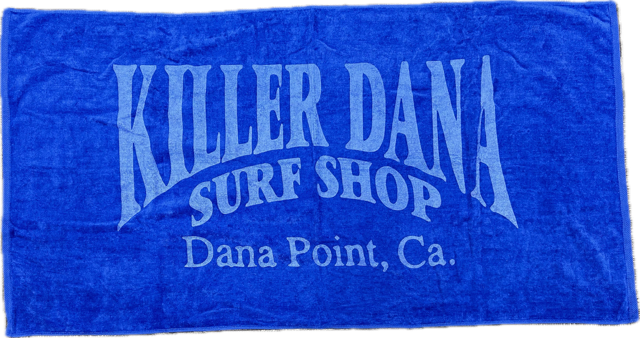 KILLER DANA
SURF SHOP
Dana Point, Ca.